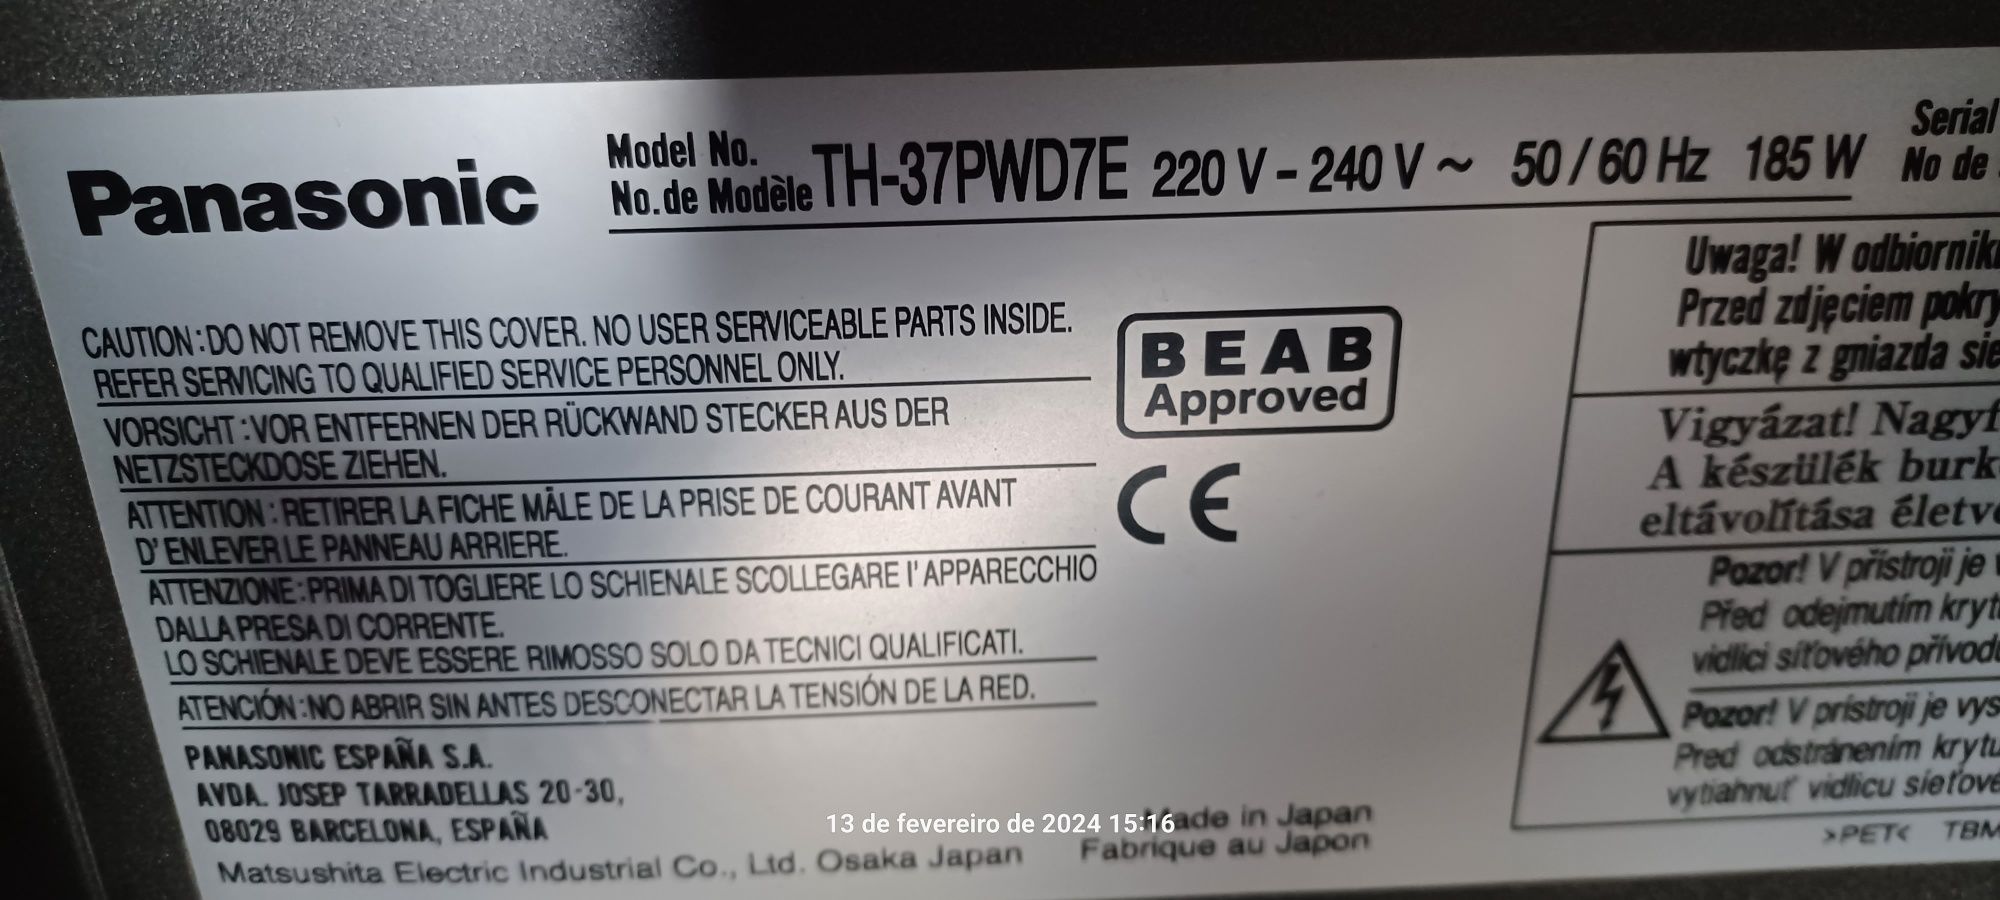 Panasonic
Model No.
No. de Modèle TH-37PWD7E 220 V - 240 V ~ 50 / 60 Hz 185 W
Serial
No de
CAUTION : DO NOT REMOVE THIS COVER. NO USER SERVICEABLE PARTS INSIDE.
REFER SERVICING TO QUALIFIED SERVICE PERSONNEL ONLY.
VORSICHT : VOR ENTFERNEN DER RÜCKWAND STECKER AUS DER
NETZSTECKDOSE ZIEHEN.
ATTENTION : RETIRER LA FICHE MÂLE DE LA PRISE DE COURANT AVANT
D' ENLEVER LE PANNEAU ARRIERE.
ATTENZIONE : PRIMA DI TOGLIERE LO SCHIENALE SCOLLEGARE I' APPARECCHIO
DALLA PRESA DI CORRENTE.
LO SCHIENALE DEVE ESSERE RIMOSSO SOLO DA TECNICI QUALIFICATI.
ATENCIÓN : NO ABRIR SIN ANTES DESCONECTAR LA TENSIÓN DE LA RED.
PANASONIC ESPAÑA S.A.
AVDA. JOSEP TARRADELLAS 20-30,
08029 BARCELONA, ESPAÑA
Matsushita Electric Industrial Co., Ltd. Osaka Japan
BEAB
Approved
CE
Made in Japan
Fabrique au Japon
Uwaga! W odbiornik
Przed zdjęciem pokry
wtyczkę z gniazda sie
Vigyázat! Nagyf
A készülék burk
eltávolítása életv
Pozor! V přístroji je
Před odejmutím kryt
vidlici síťového přívod
Pozor! V prístroji je vys
Pred odstránením krytu
vytiahnuť vidlicu sieťové
>PET< TBM
13 de fevereiro de 2024 15:16